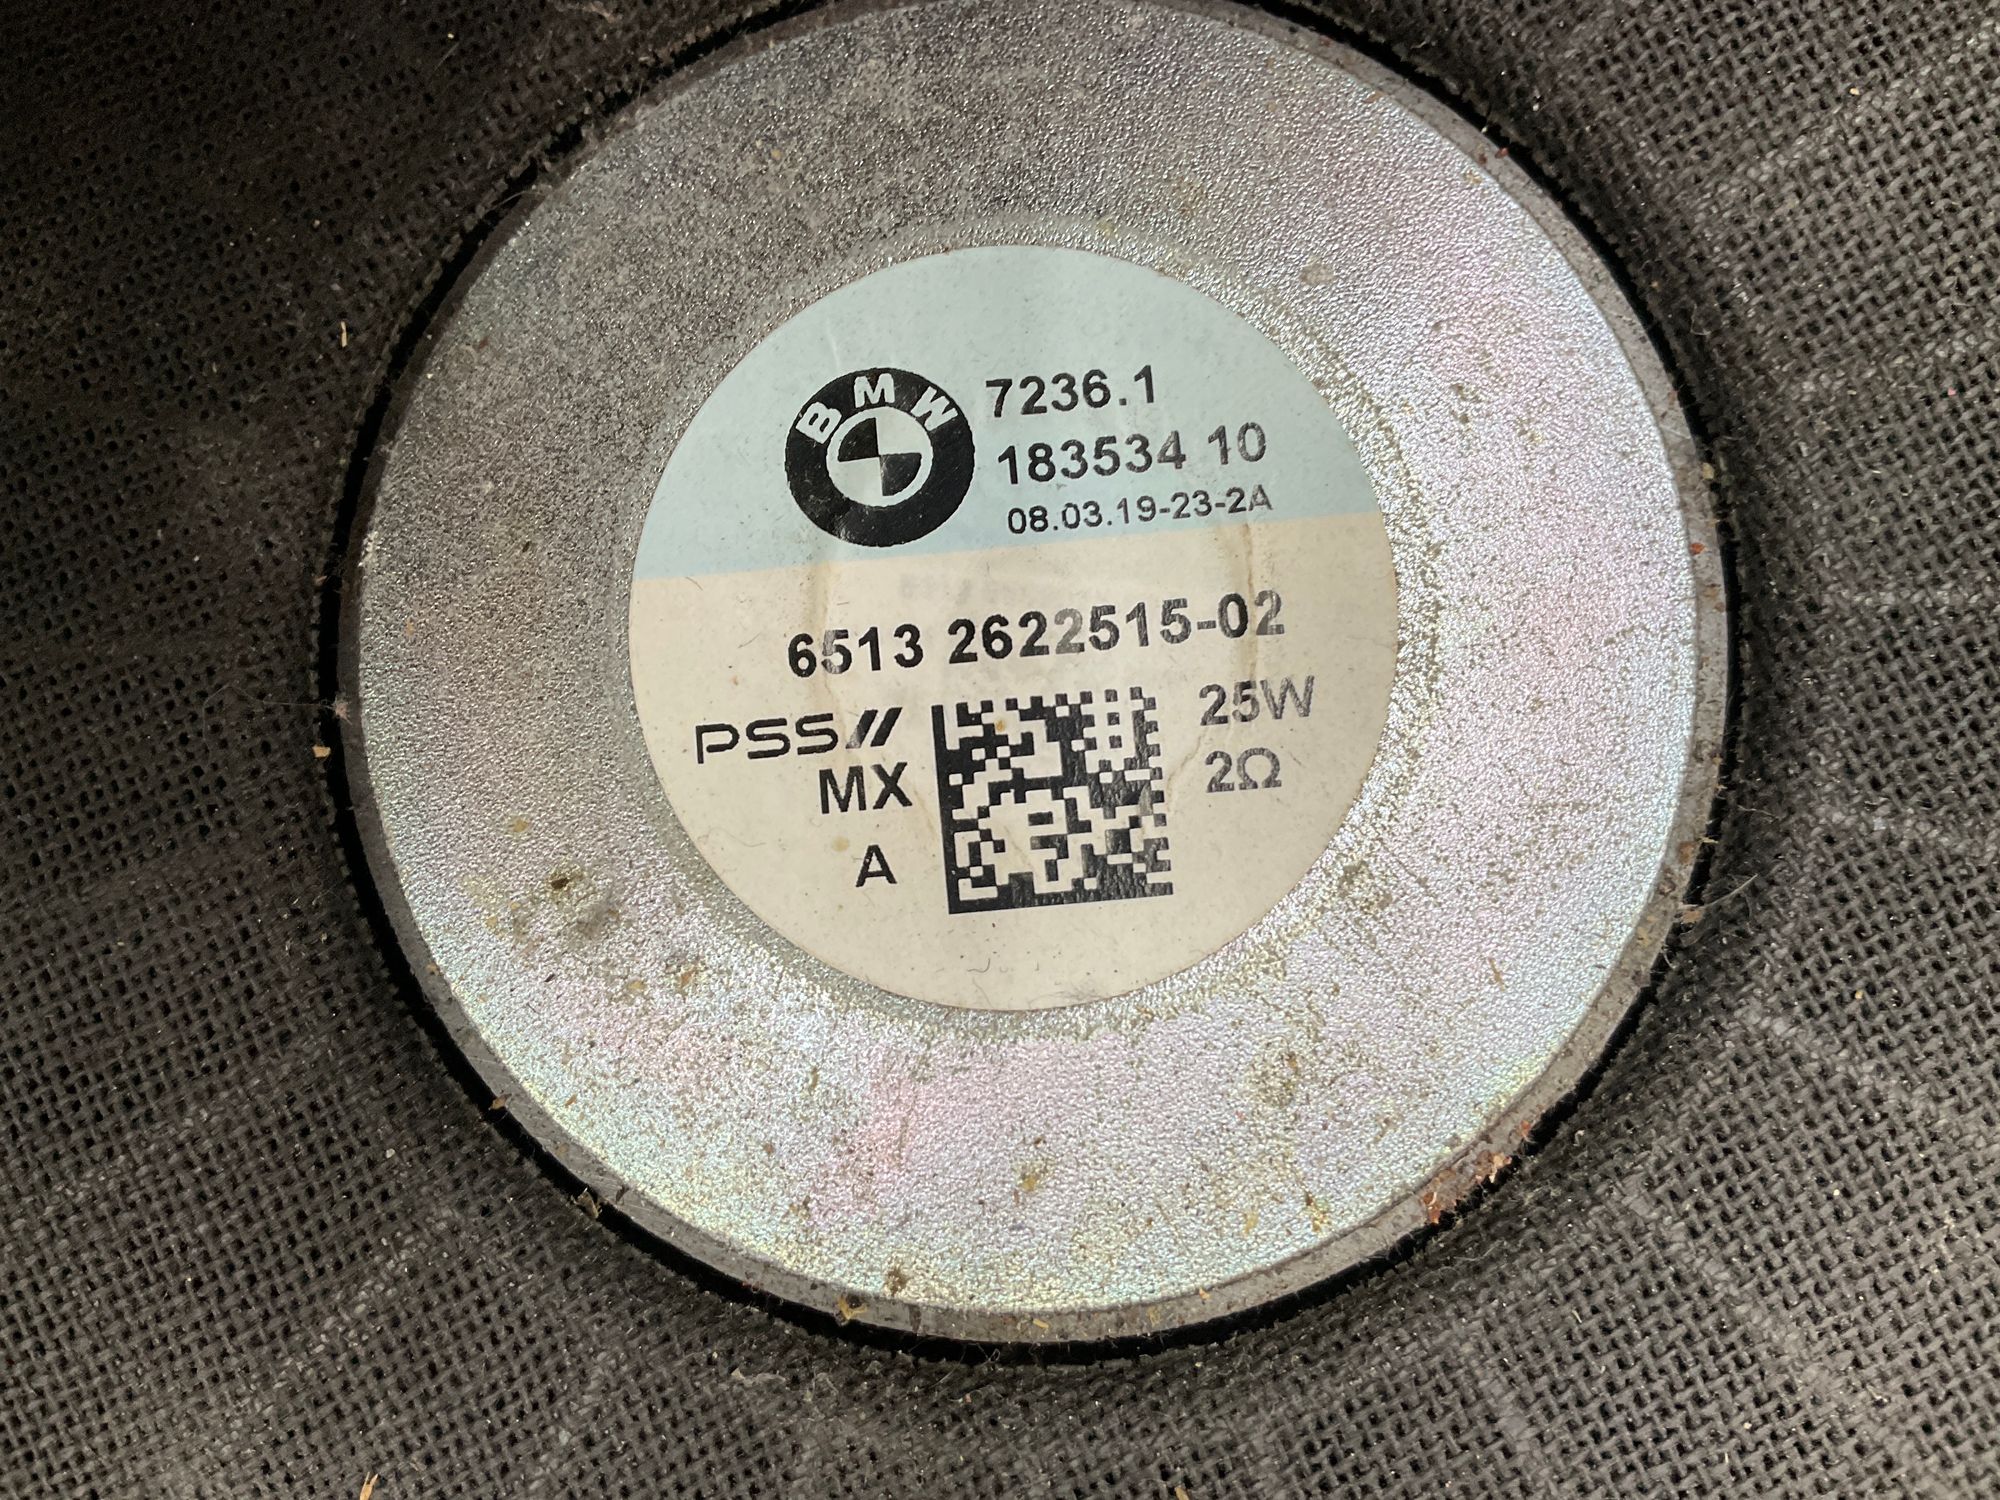 BMW
7236.1
183534 10
08.03.19-23-2A
6513 2622515-02
PSS
25W
MX
2Ω
A